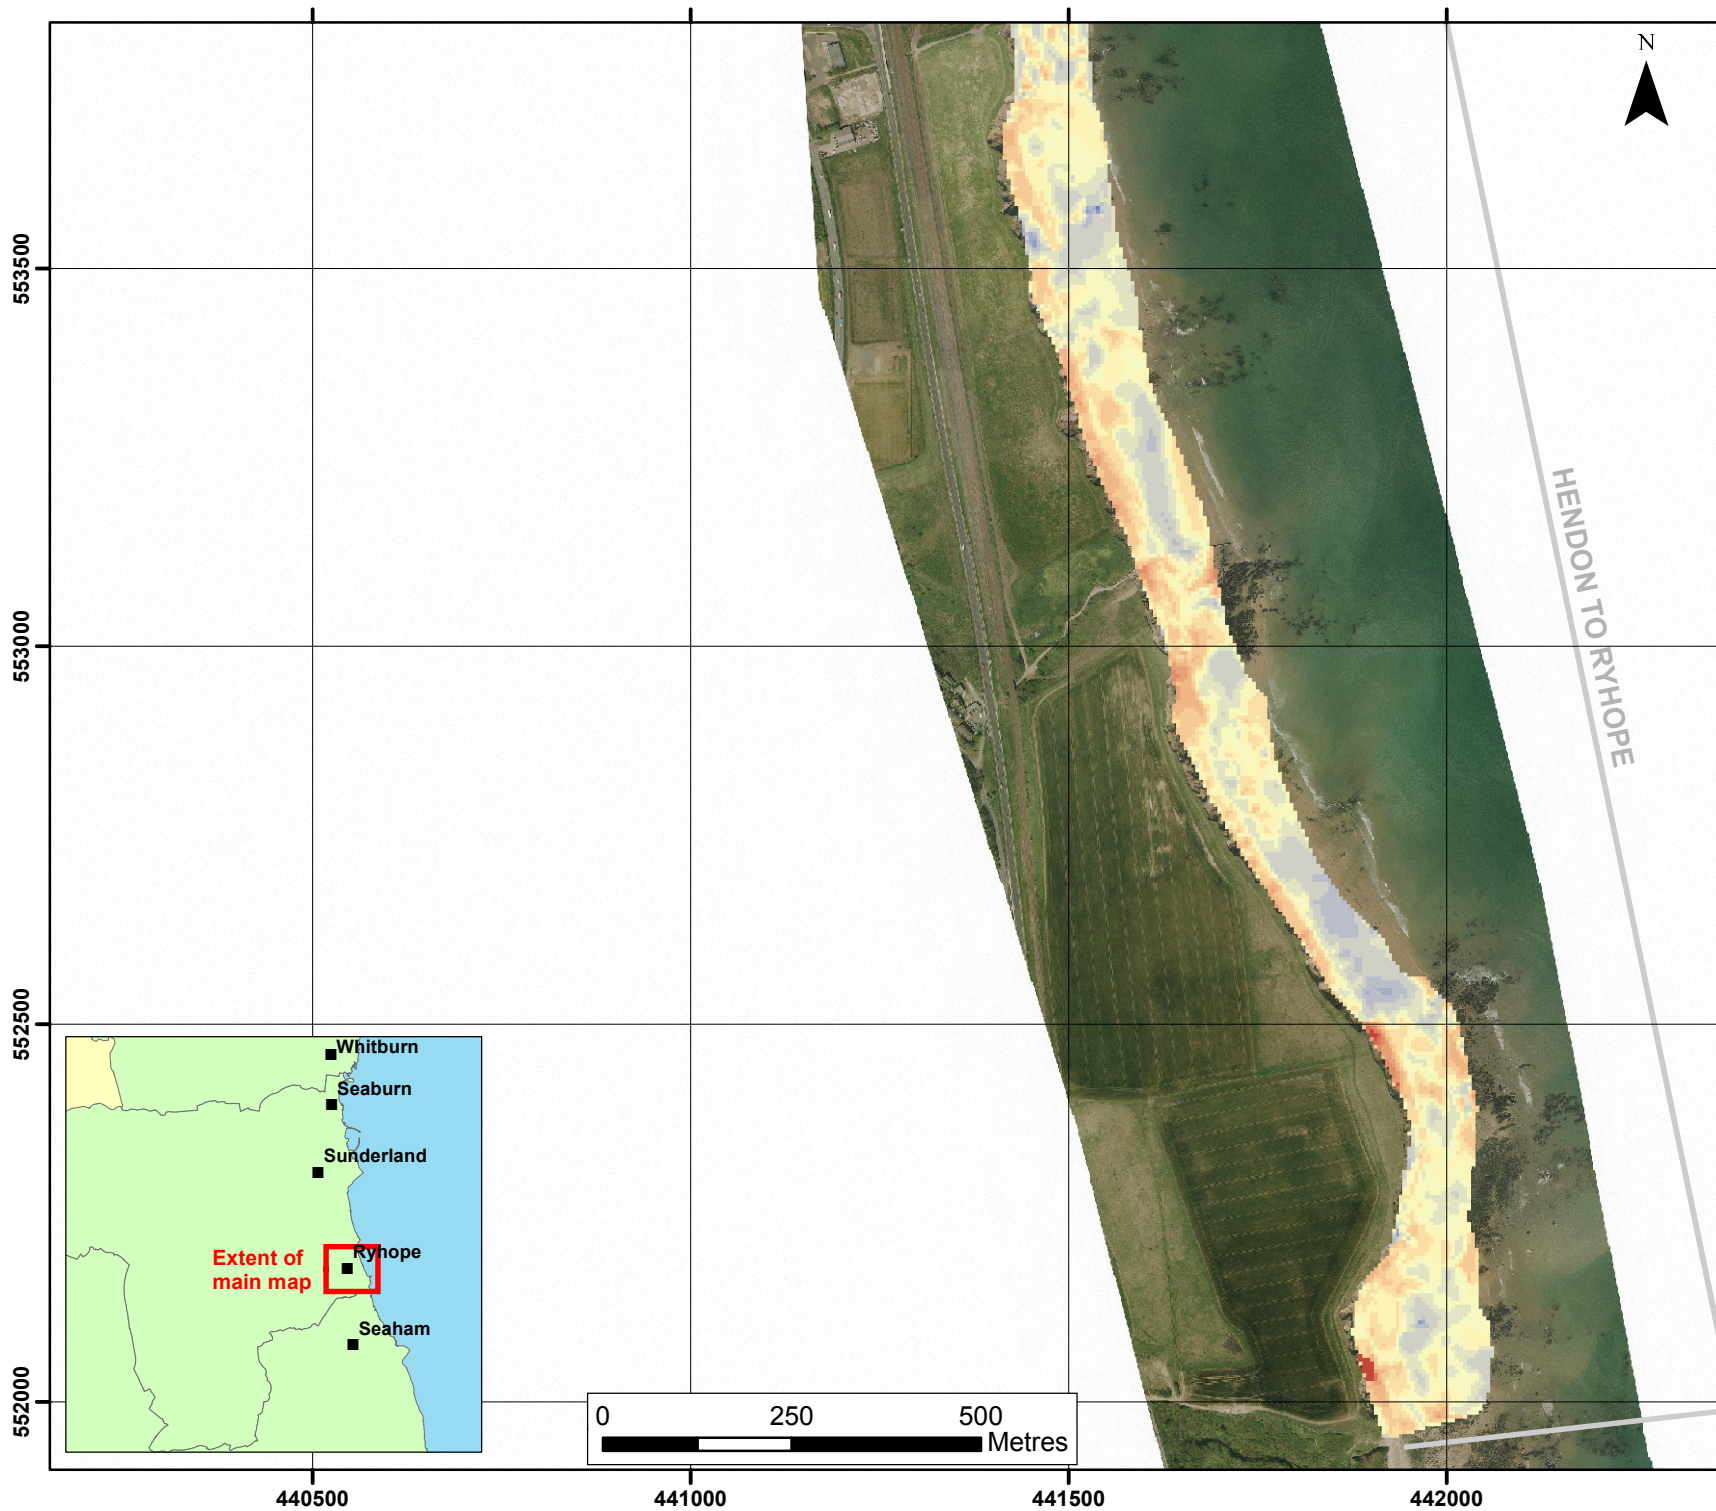 N
553500
553000
552500
552000
HENDON TO RYHOPE
Whitburn
Seaburn
Sunderland
Ryhope
Extent of
main map
Seaham
0 250 500
Metres
440500 441000 441500 442000